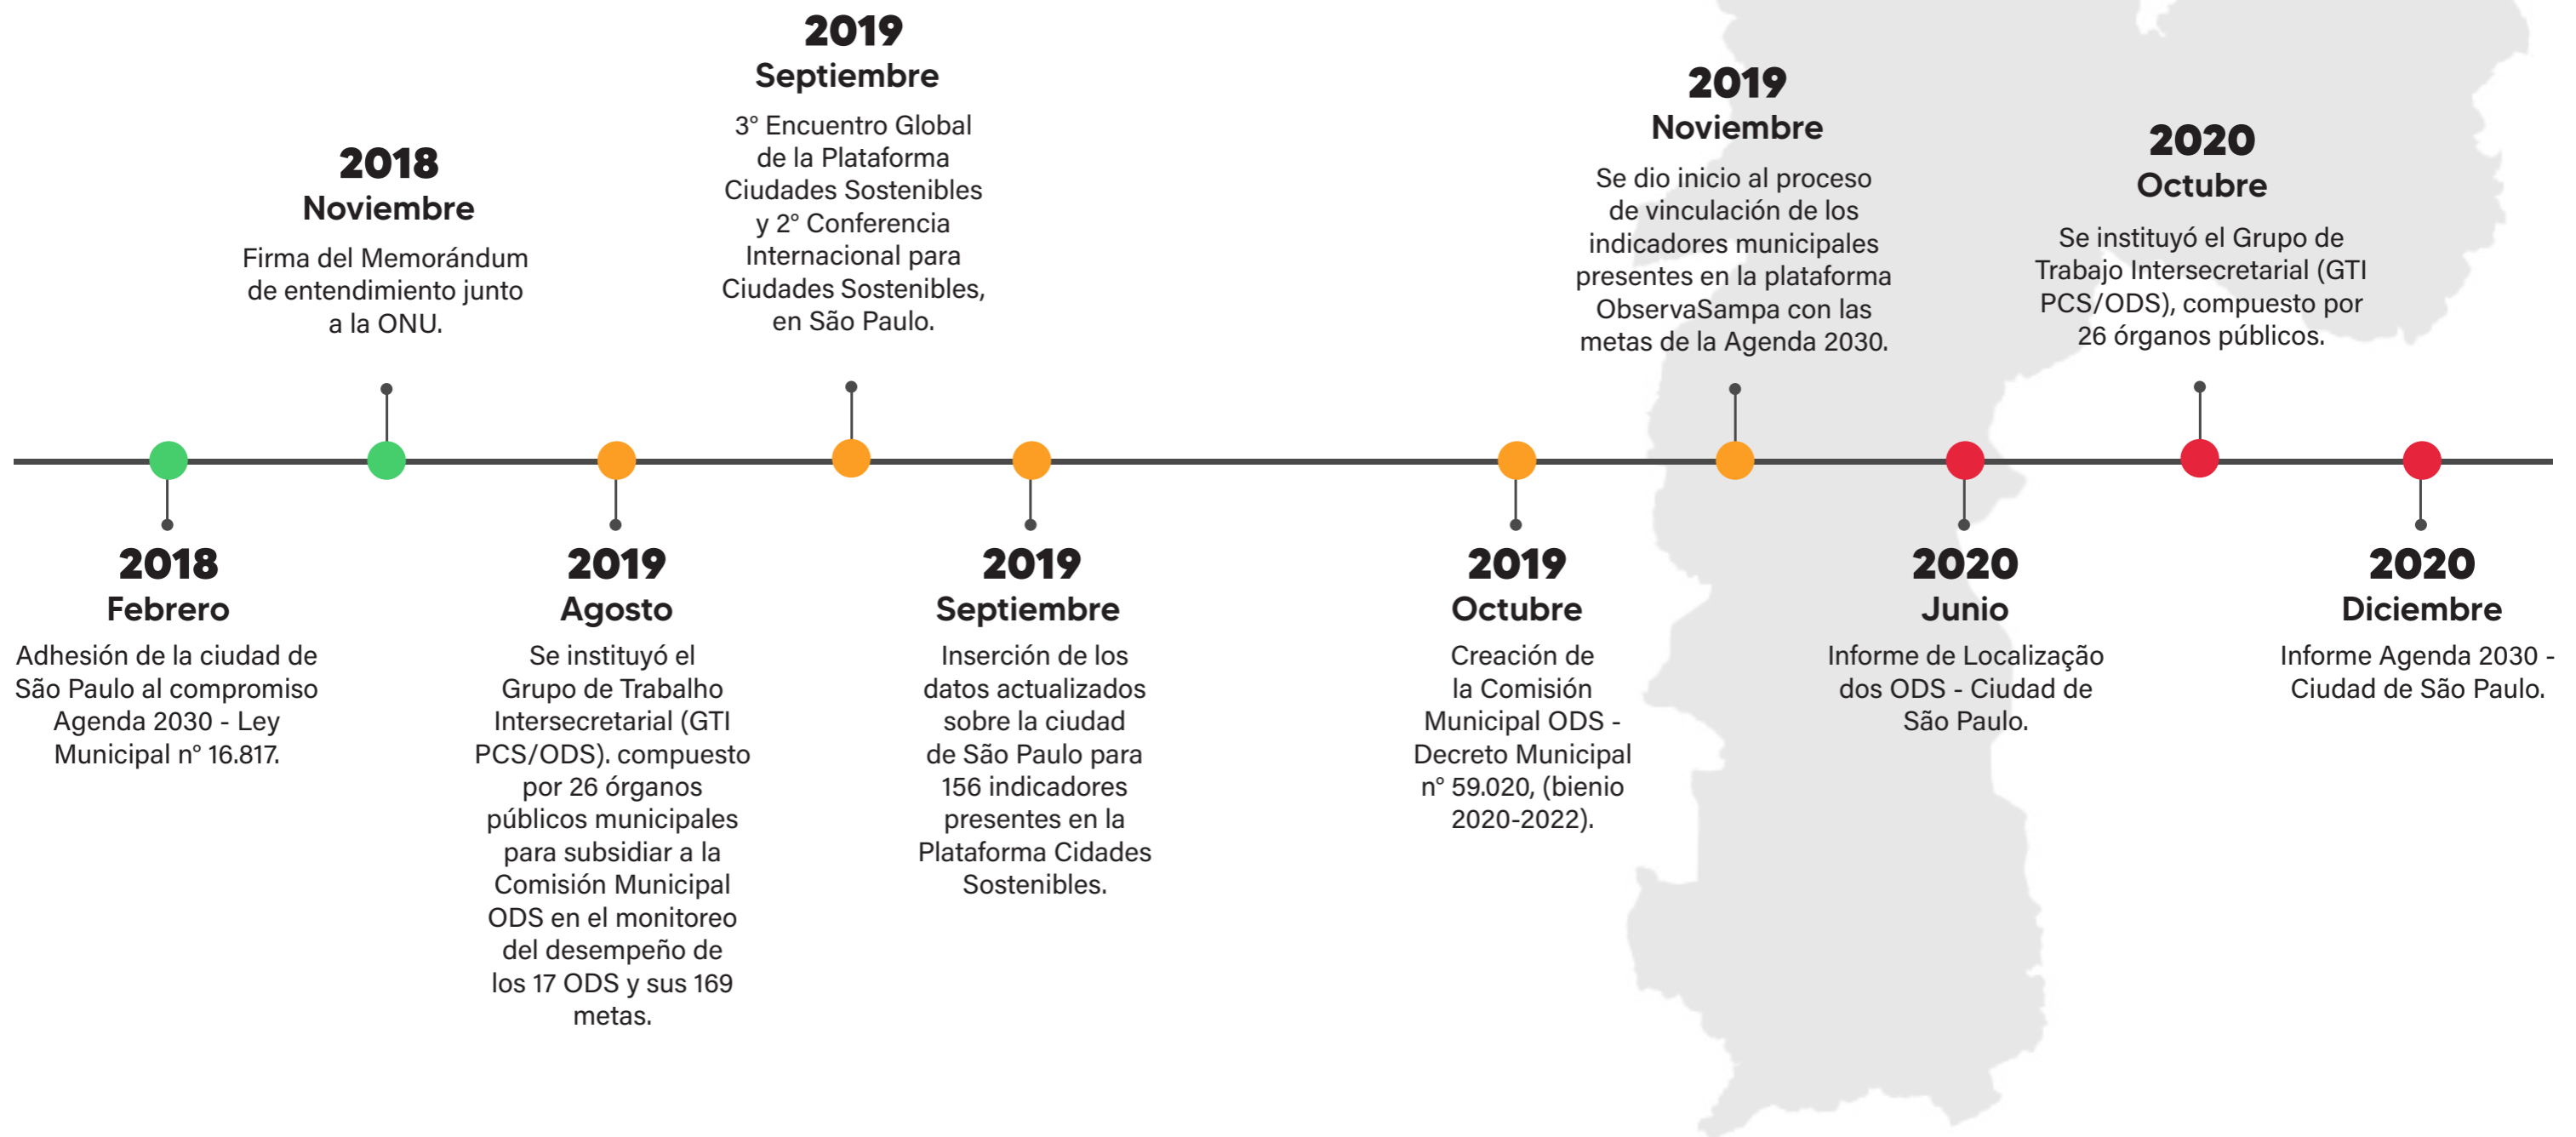 2018
Febrero
Adhesión de la ciudad de
São Paulo al compromiso
Agenda 2030 - Ley
Municipal n° 16.817.
2018
Noviembre
Firma del Memorándum
de entendimiento junto
a la ONU.
2019
Agosto
Se instituyó el
Grupo de Trabalho
Intersecretarial (GTI
PCS/ODS). compuesto
por 26 órganos
públicos municipales
para subsidiar a la
Comisión Municipal
ODS en el monitoreo
del desempeño de
los 17 ODS y sus 169
metas.
2019
Septiembre
3° Encuentro Global
de la Plataforma
Ciudades Sostenibles
y 2° Conferencia
Internacional para
Ciudades Sostenibles,
en São Paulo.
2019
Septiembre
Inserción de los
datos actualizados
sobre la ciudad
de São Paulo para
156 indicadores
presentes en la
Plataforma Cidades
Sostenibles.
2019
Octubre
Creación de
la Comisión
Municipal ODS -
Decreto Municipal
n° 59.020, (bienio
2020-2022).
2019
Noviembre
Se dio inicio al proceso
de vinculación de los
indicadores municipales
presentes en la plataforma
ObservaSampa con las
metas de la Agenda 2030.
2020
Junio
Informe de Localização
dos ODS - Ciudad de
São Paulo.
2020
Octubre
Se instituyó el Grupo de
Trabajo Intersecretarial (GTI
PCS/ODS), compuesto por
26 órganos públicos.
2020
Diciembre
Informe Agenda 2030 -
Ciudad de São Paulo.